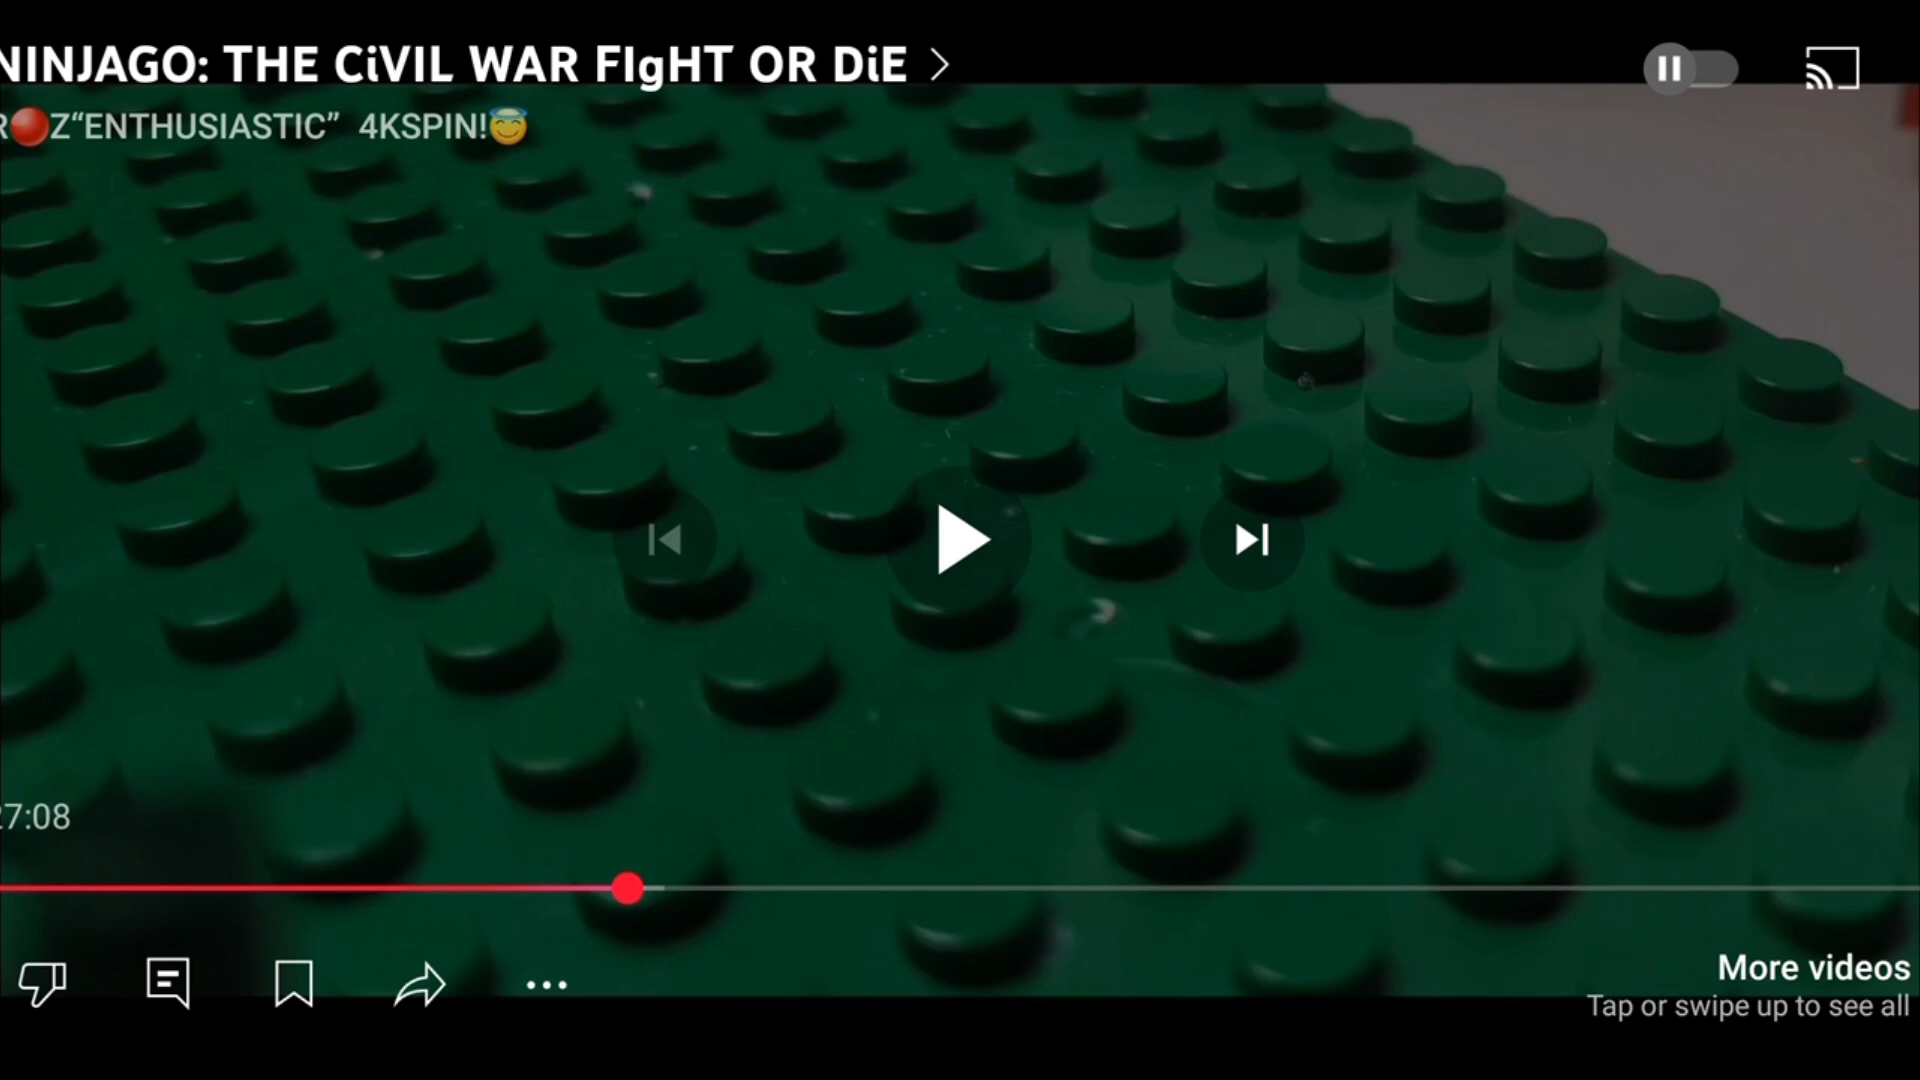 NINJAGO: THE CiVIL WAR FIgHT OR DiE
R🔴Z“ENTHUSIASTIC” 4KSPIN!😇
27:08
More videos
Tap or swipe up to see all